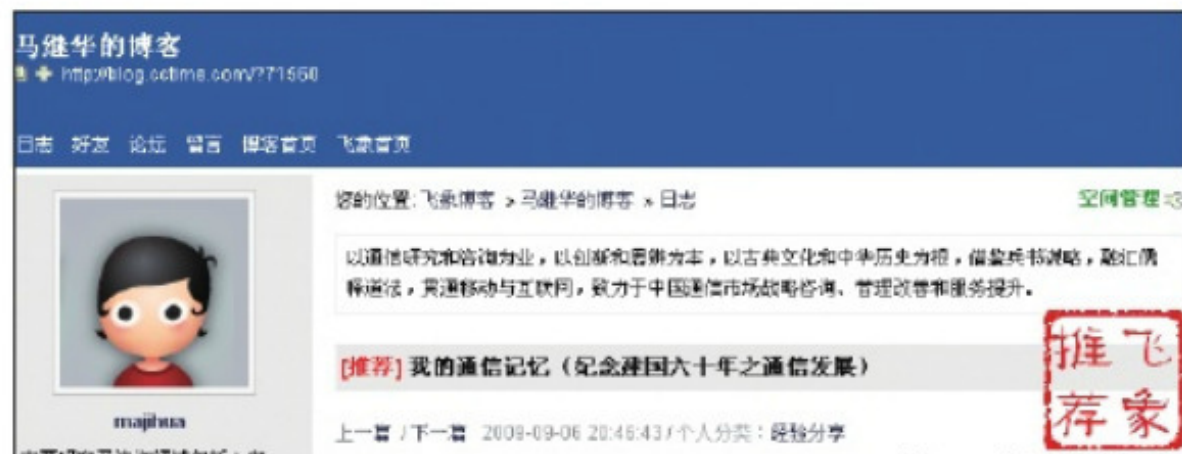 马继华的博客
http://blog.cctime.com/?71560
日志 好友 论坛 留言 博客首页 飞象首页
您的位置: 飞象博客 » 马继华的博客 » 日志
空间管理
以通信研究和咨询为业，以创新和思辨为本，以古典文化和中华历史为根，借鉴兵书谋略，融汇儒
释道法，贯通移动与互联网，致力于中国通信市场战略咨询、管理改善和服务提升。
[推荐] 我的通信记忆（纪念建国六十年之通信发展）
飞象
推荐
majihua
上一篇 / 下一篇 2009-09-06 20:46:43 / 个人分类：经验分享